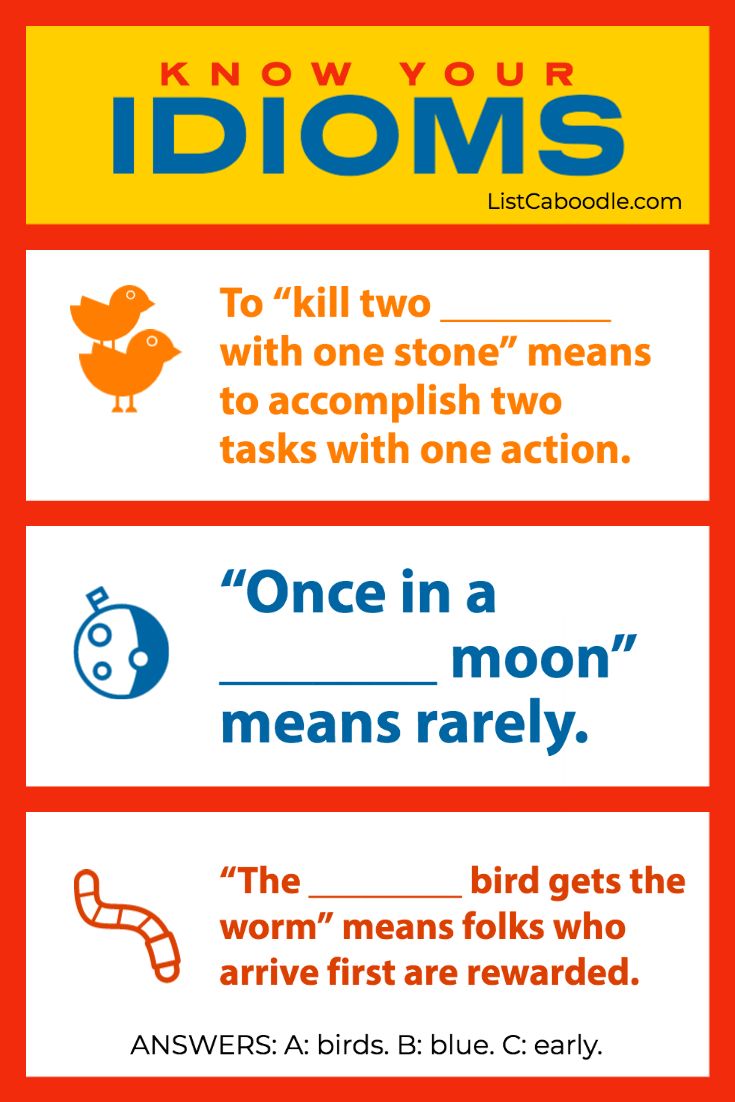 KNOW YOUR
IDIOMS
ListCaboodle.com
To “kill two _________
with one stone” means
to accomplish two
tasks with one action.
“Once in a
________ moon”
means rarely.
“The ________ bird gets the
worm” means folks who
arrive first are rewarded.
ANSWERS: A: birds. B: blue. C: early.